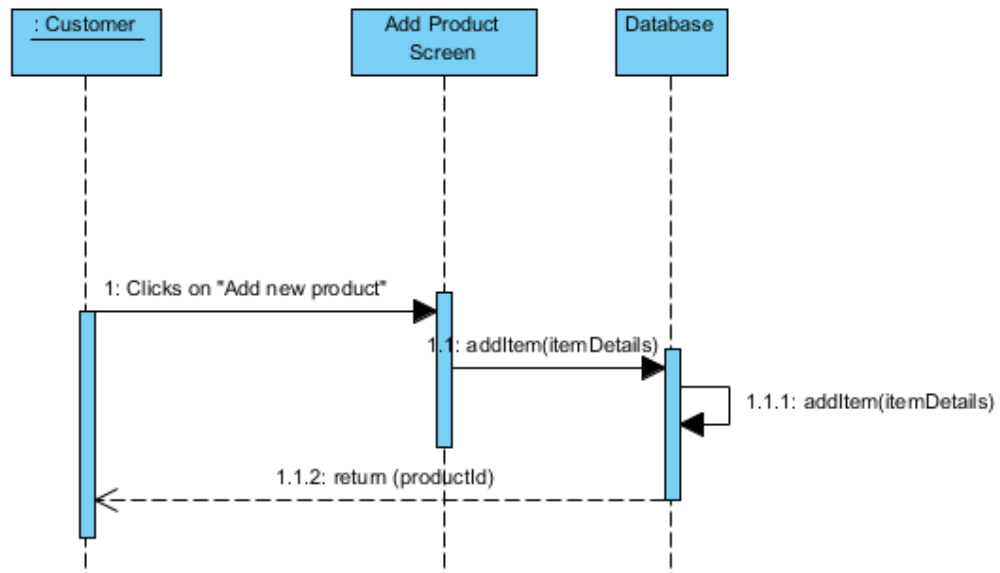 : Customer
Add Product
Screen
Database
1: Clicks on "Add new product"
1.1: addItem(itemDetails)
1.1.1: addItem(itemDetails)
1.1.2: return (productId)